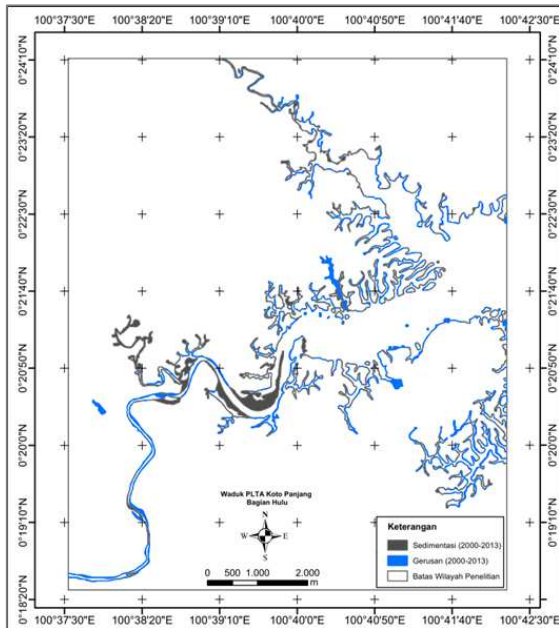 100°37'30"E 100°38'20"E 100°39'10"E 100°40'0"E 100°40'50"E 100°41'40"E 100°42'30"E
0°24'10"N 0°24'10"N
0°23'20"N 0°23'20"N
0°22'30"N 0°22'30"N
0°21'40"N 0°21'40"N
0°20'50"N 0°20'50"N
0°20'0"N 0°20'0"N
0°19'10"N 0°19'10"N
0°18'20"N 0°18'20"N
Waduk PLTA Koto Panjang
Bagian Hulu
N
W E
S
0 500 1.000 2.000
m
Keterangan
Sedimentasi (2000-2013)
Gerusan (2000-2013)
Batas Wilayah Penelitian
100°37'30"E 100°38'20"E 100°39'10"E 100°40'0"E 100°40'50"E 100°41'40"E 100°42'30"E